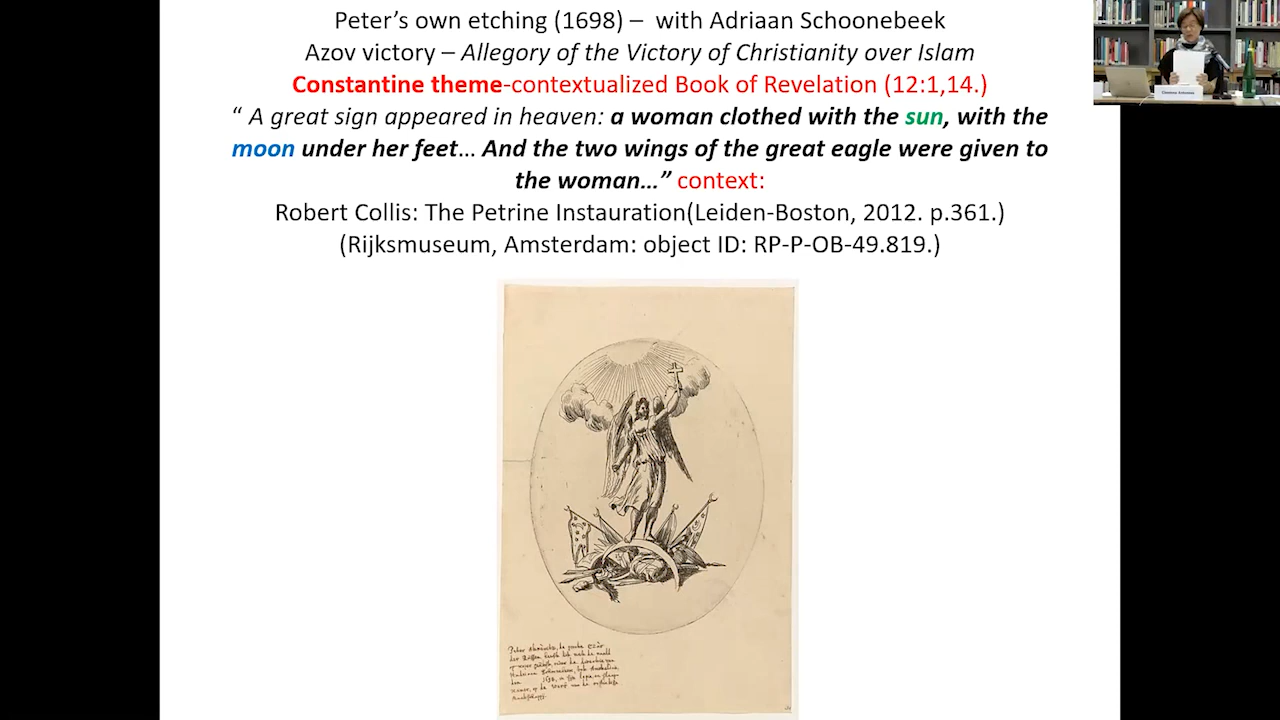 Peter’s own etching (1698) – with Adriaan Schoonebeek
Azov victory – Allegory of the Victory of Christianity over Islam
Constantine theme-contextualized Book of Revelation (12:1,14.)
“ A great sign appeared in heaven: a woman clothed with the sun, with the
moon under her feet… And the two wings of the great eagle were given to
the woman…” context:
Robert Collis: The Petrine Instauration(Leiden-Boston, 2012. p.361.)
(Rijksmuseum, Amsterdam: object ID: RP-P-OB-49.819.)